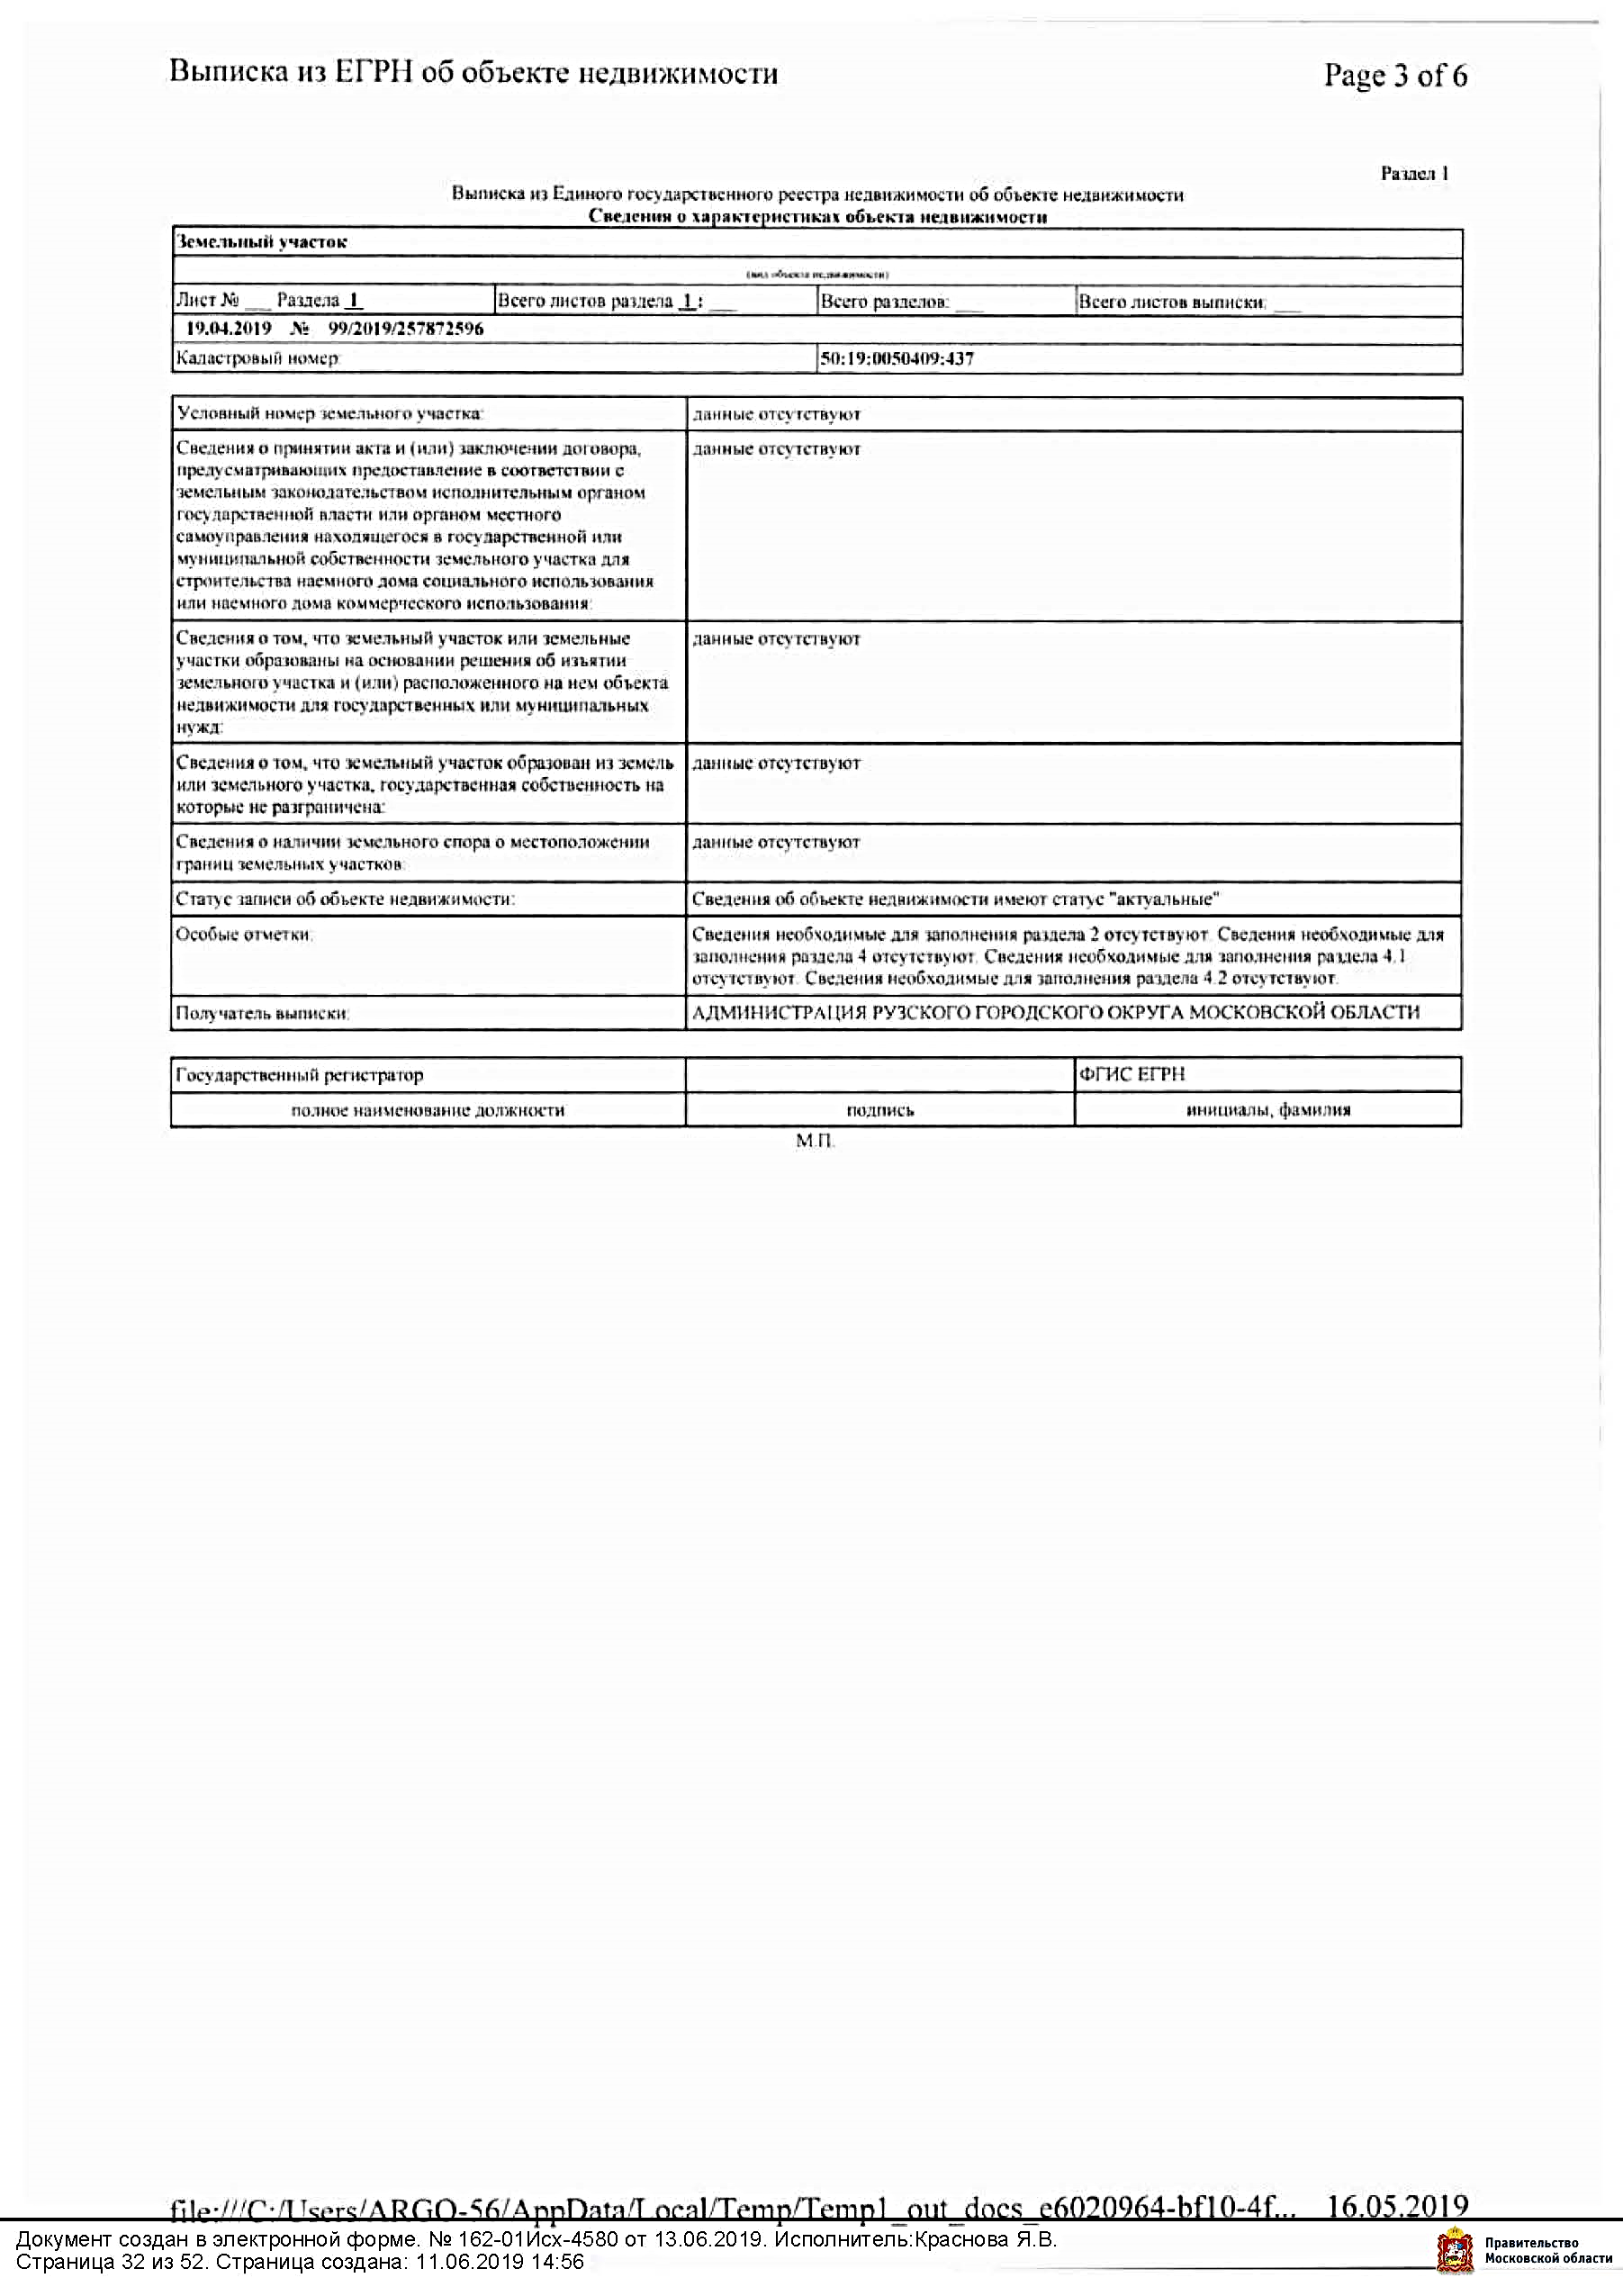 Выписка из ЕГРН об объекте недвижимости Page 3 of 6
Раздел 1
Выписка из Единого государственного реестра недвижимости об объекте недвижимости
Сведения о характеристиках объекта недвижимости
Земельный участок
(вид объекта недвижимости)
Лист № ___ Раздела 1 Всего листов раздела 1 : ___ Всего разделов: ___ Всего листов выписки: ___
19.04.2019 № 99/2019/257872596
Кадастровый номер: 50:19:0050409:437
Условный номер земельного участка: данные отсутствуют
Сведения о принятии акта и (или) заключении договора, данные отсутствуют
предусматривающих предоставление в соответствии с
земельным законодательством исполнительным органом
государственной власти или органом местного
самоуправления находящегося в государственной или
муниципальной собственности земельного участка для
строительства наемного дома социального использования
или наемного дома коммерческого использования:
Сведения о том, что земельный участок или земельные данные отсутствуют
участки образованы на основании решения об изъятии
земельного участка и (или) расположенного на нем объекта
недвижимости для государственных или муниципальных
нужд:
Сведения о том, что земельный участок образован из земель данные отсутствуют
или земельного участка, государственная собственность на
которые не разграничена:
Сведения о наличии земельного спора о местоположении данные отсутствуют
границ земельных участков:
Статус записи об объекте недвижимости: Сведения об объекте недвижимости имеют статус "актуальные"
Особые отметки: Сведения необходимые для заполнения раздела 2 отсутствуют. Сведения необходимые для
заполнения раздела 4 отсутствуют. Сведения необходимые для заполнения раздела 4.1
отсутствуют. Сведения необходимые для заполнения раздела 4.2 отсутствуют.
Получатель выписки: АДМИНИСТРАЦИЯ РУЗСКОГО ГОРОДСКОГО ОКРУГА МОСКОВСКОЙ ОБЛАСТИ
Государственный регистратор ФГИС ЕГРН
полное наименование должности подпись инициалы, фамилия
М.П.
file:///C:/Users/ARGO-56/AppData/Local/Temp/Temp1_out_docs_e6020964-bf10-4f... 16.05.2019
Документ создан в электронной форме. № 162-01Исх-4580 от 13.06.2019. Исполнитель:Краснова Я.В.
Страница 32 из 52. Страница создана: 11.06.2019 14:56
Правительство
Московской области